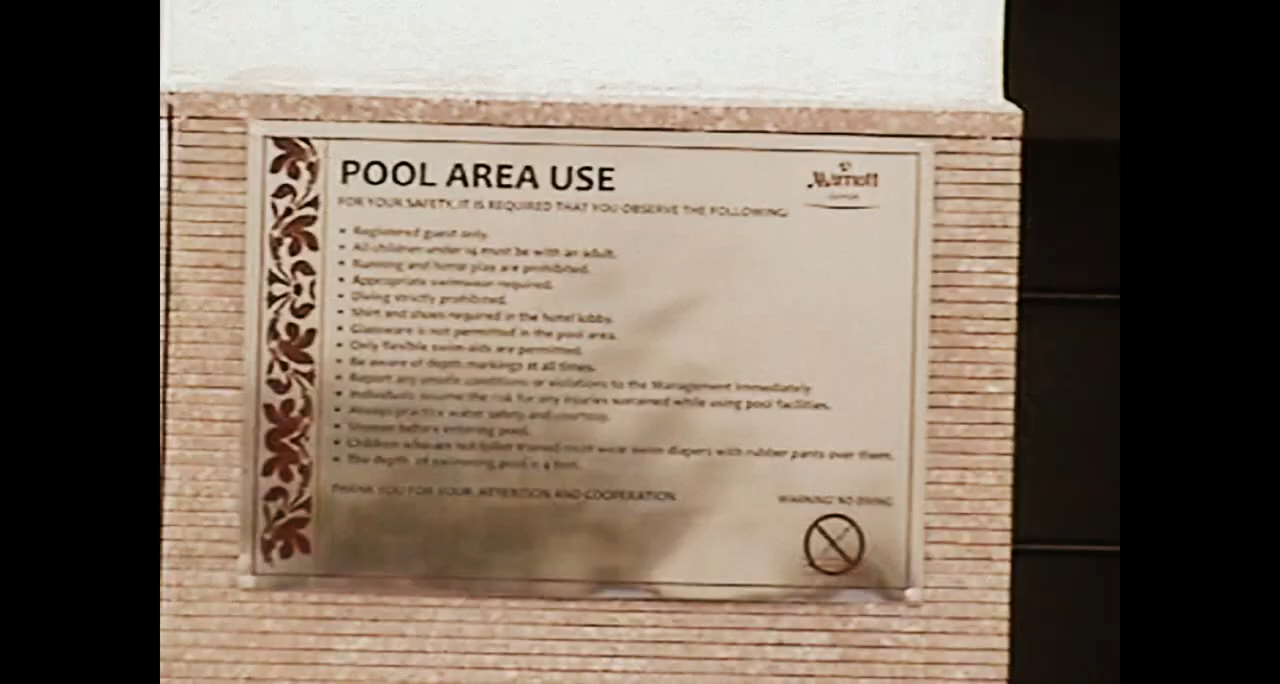 POOL AREA USE
Marriott
FOR YOUR SAFETY, IT IS REQUIRED THAT YOU OBSERVE THE FOLLOWING:
• Registered guest only.
• All children under 14 must be with an adult.
• Running and horse play are prohibited.
• Appropriate swimwear required.
• Diving strictly prohibited.
• Shirt and shoes required in the hotel lobby.
• Glassware is not permitted in the pool area.
• Only flexible swim aids are permitted.
• Be aware of depth markings at all times.
• Report any unsafe conditions or violations to the Management immediately
• Individuals assume the risk for any injuries sustained while using pool facilities.
• Always practice water safety and courtesy.
• Shower before entering pool.
• Children who are not toilet trained must wear swim diapers with rubber pants over them.
• The depth of swimming pool is 4 feet.
THANK YOU FOR YOUR ATTENTION AND COOPERATION
WARNING! NO DIVING